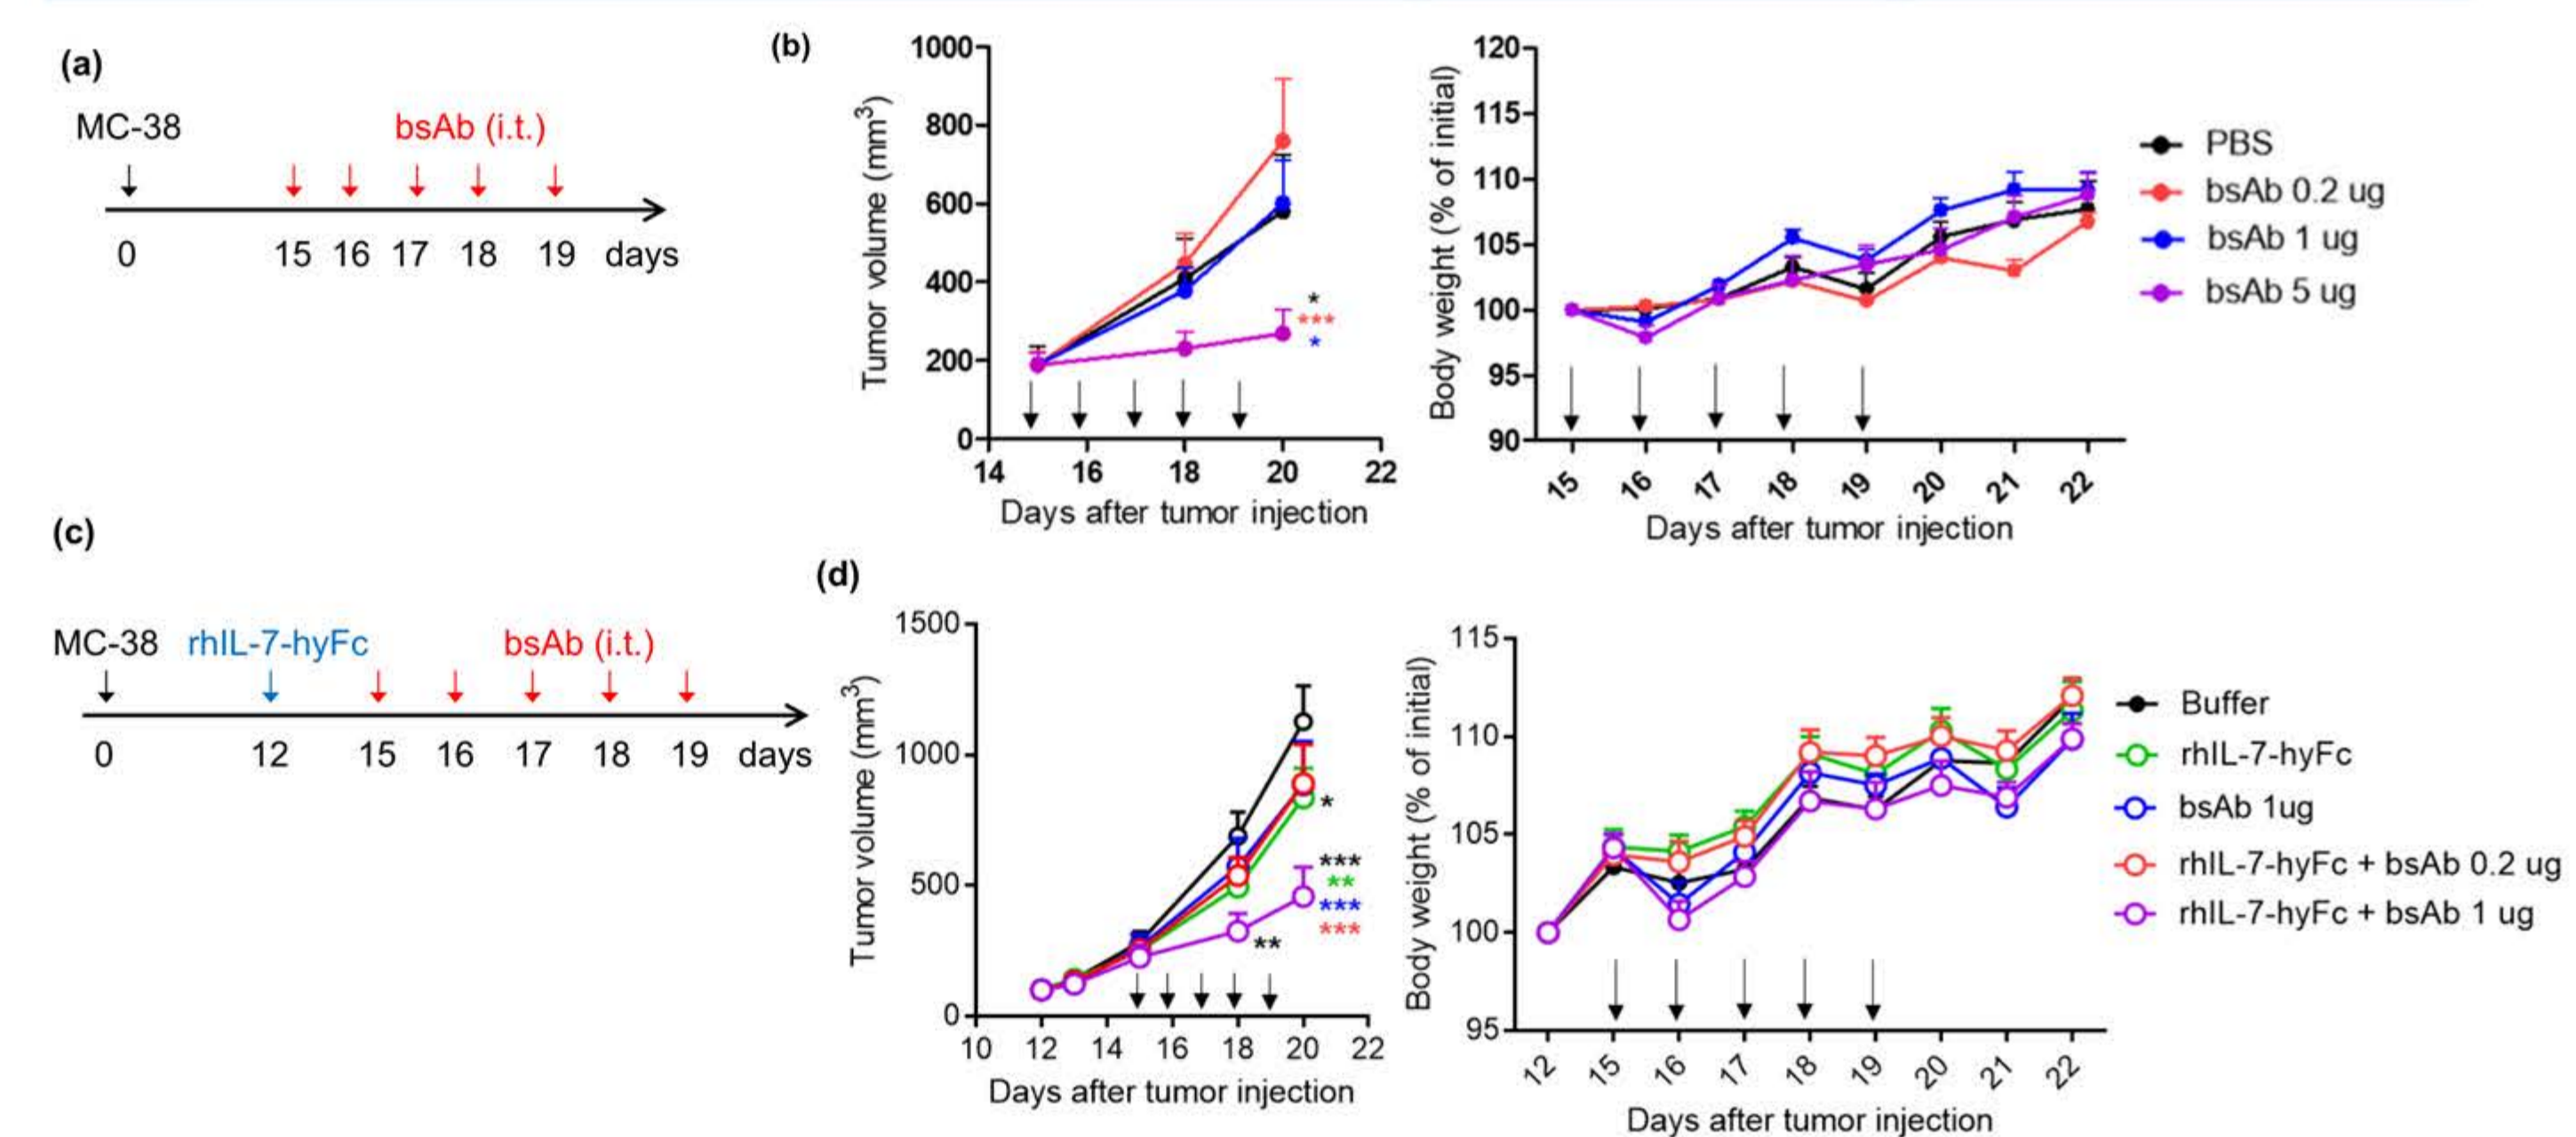 (a)
MC-38
bsAb (i.t.)
0 15 16 17 18 19 days
(b)
Tumor volume (mm³)
1000
800
600
400
200
0
14 16 18 20 22
Days after tumor injection
*
***
*
Body weight (% of initial)
120
115
110
105
100
95
90
15 16 17 18 19 20 21 22
Days after tumor injection
PBS
bsAb 0.2 ug
bsAb 1 ug
bsAb 5 ug
(c)
MC-38 rhIL-7-hyFc bsAb (i.t.)
0 12 15 16 17 18 19 days
(d)
Tumor volume (mm³)
1500
1000
500
0
10 12 14 16 18 20 22
Days after tumor injection
*
***
**
***
***
**
Body weight (% of initial)
115
110
105
100
95
12 15 16 17 18 19 20 21 22
Days after tumor injection
Buffer
rhIL-7-hyFc
bsAb 1ug
rhIL-7-hyFc + bsAb 0.2 ug
rhIL-7-hyFc + bsAb 1 ug